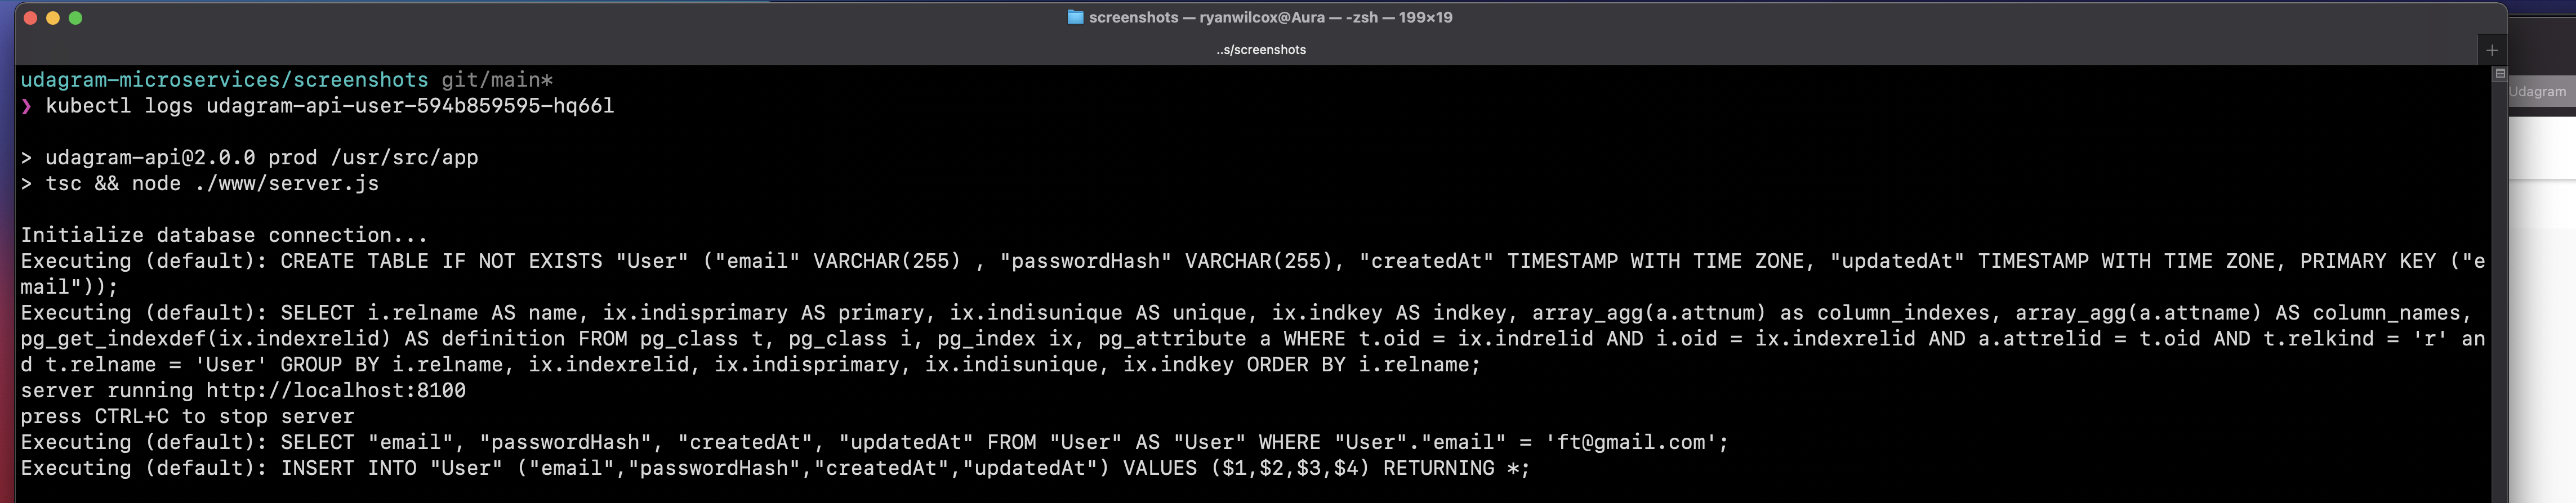 screenshots — ryanwilcox@Aura — -zsh — 199×19
..s/screenshots
udagram-microservices/screenshots git/main*
❯ kubectl logs udagram-api-user-594b859595-hq66l
Udagram
> udagram-api@2.0.0 prod /usr/src/app
> tsc && node ./www/server.js
Initialize database connection...
Executing (default): CREATE TABLE IF NOT EXISTS "User" ("email" VARCHAR(255) , "passwordHash" VARCHAR(255), "createdAt" TIMESTAMP WITH TIME ZONE, "updatedAt" TIMESTAMP WITH TIME ZONE, PRIMARY KEY ("e
mail"));
Executing (default): SELECT i.relname AS name, ix.indisprimary AS primary, ix.indisunique AS unique, ix.indkey AS indkey, array_agg(a.attnum) as column_indexes, array_agg(a.attname) AS column_names,
pg_get_indexdef(ix.indexrelid) AS definition FROM pg_class t, pg_class i, pg_index ix, pg_attribute a WHERE t.oid = ix.indrelid AND i.oid = ix.indexrelid AND a.attrelid = t.oid AND t.relkind = 'r' an
d t.relname = 'User' GROUP BY i.relname, ix.indexrelid, ix.indisprimary, ix.indisunique, ix.indkey ORDER BY i.relname;
server running http://localhost:8100
press CTRL+C to stop server
Executing (default): SELECT "email", "passwordHash", "createdAt", "updatedAt" FROM "User" AS "User" WHERE "User"."email" = 'ft@gmail.com';
Executing (default): INSERT INTO "User" ("email","passwordHash","createdAt","updatedAt") VALUES ($1,$2,$3,$4) RETURNING *;